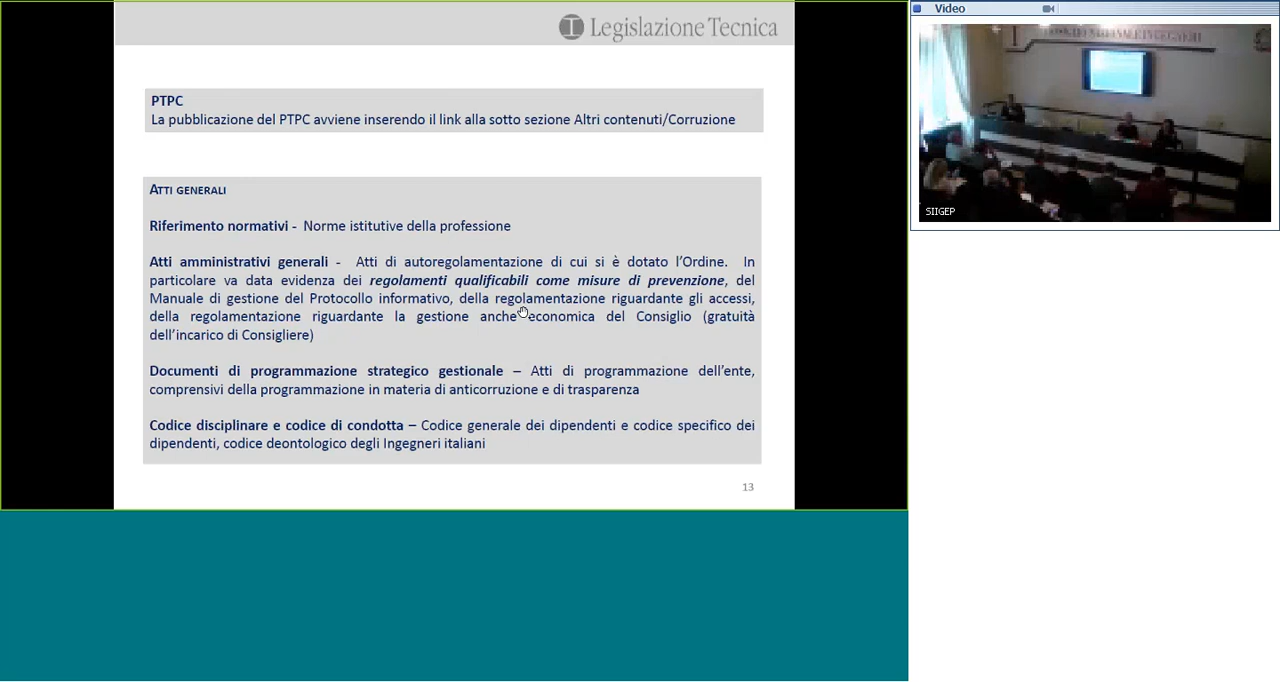 Legislazione Tecnica
PTPC
La pubblicazione del PTPC avviene inserendo il link alla sotto sezione Altri contenuti/Corruzione
ATTI GENERALI
Riferimento normativi - Norme istitutive della professione
Atti amministrativi generali - Atti di autoregolamentazione di cui si è dotato l'Ordine. In
particolare va data evidenza dei regolamenti qualificabili come misure di prevenzione, del
Manuale di gestione del Protocollo informativo, della regolamentazione riguardante gli accessi,
della regolamentazione riguardante la gestione anche economica del Consiglio (gratuità
dell'incarico di Consigliere)
Documenti di programmazione strategico gestionale – Atti di programmazione dell'ente,
comprensivi della programmazione in materia di anticorruzione e di trasparenza
Codice disciplinare e codice di condotta – Codice generale dei dipendenti e codice specifico dei
dipendenti, codice deontologico degli Ingegneri italiani
13
Video
SIIGEP